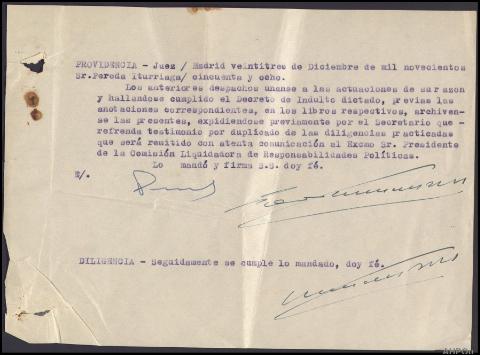 PROVIDENCIA - Juez / Madrid veintitres de Diciembre de mil novecientos
Sr.Pereda Iturriaga/ cincuenta y ocho.
Los anteriores despachos unanse a las actuaciones de su razon
y hallandose cumplido el Decreto de Indulto dictado, previas las
anotaciones correspondientes, en los libros respectivos, archiven-
se las presentes, expidiendose previamente por el Secretario que -
refrenda testimonio por duplicado de las diligencias practicadas
que será remitido con atenta comunicación al Excmo Sr. Presidente
de la Comisión Liquidadora de Responsabilidades Políticas.
Lo mandó y firma S.S. doy fé.
E/.
DILIGENCIA - Seguidamente se cumple lo mandado, doy fé.